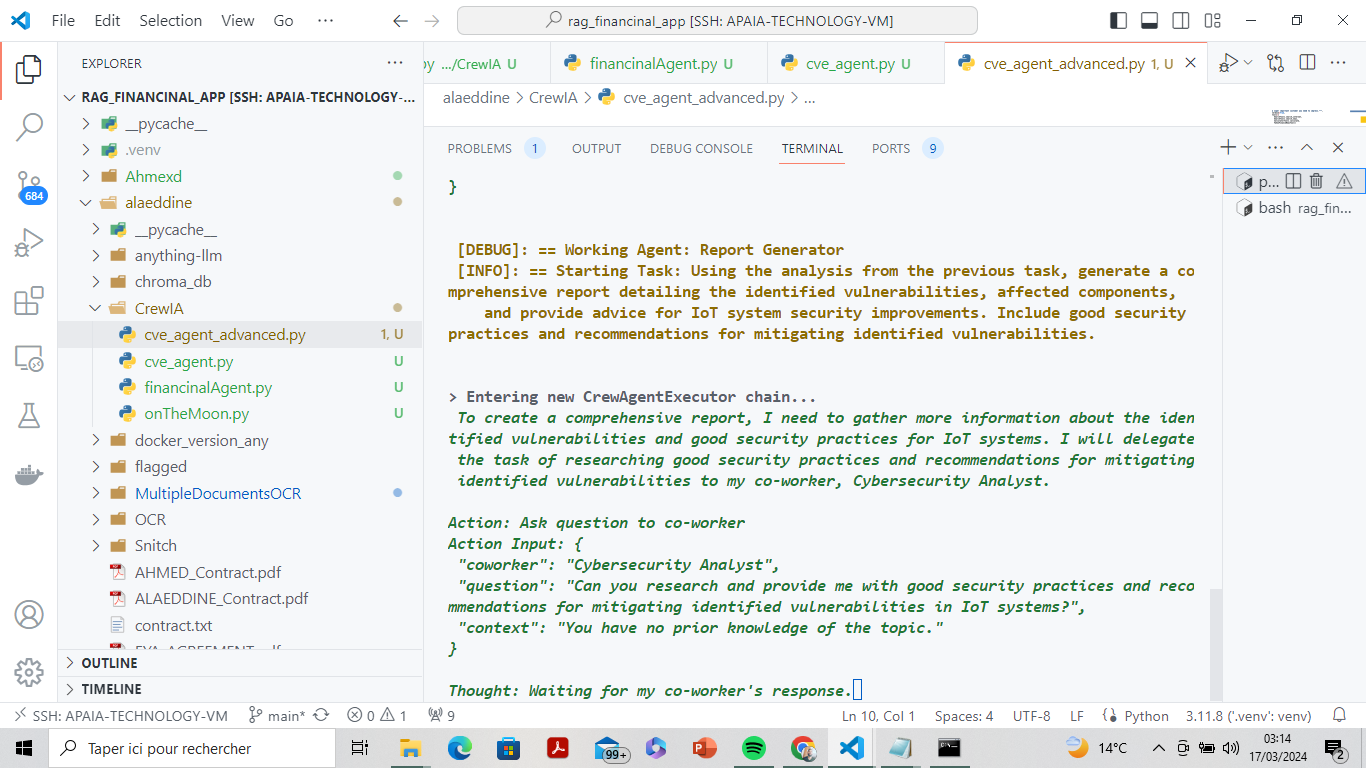 File Edit Selection View Go ···
rag_financinal_app [SSH: APAIA-TECHNOLOGY-VM]
EXPLORER ···
RAG_FINANCINAL_APP [SSH: APAIA-TECHNOLOGY-...
__pycache__
.venv
Ahmexd
alaeddine
__pycache__
anything-llm
chroma_db
CrewIA
cve_agent_advanced.py 1, U
cve_agent.py U
financinalAgent.py U
onTheMoon.py U
docker_version_any
flagged
MultipleDocumentsOCR
OCR
Snitch
AHMED_Contract.pdf
ALAEDDINE_Contract.pdf
contract.txt
OUTLINE
TIMELINE
684
py .../CrewIA U
financinalAgent.py U
cve_agent.py U
cve_agent_advanced.py 1, U
alaeddine > CrewIA > cve_agent_advanced.py > ...
PROBLEMS 1 OUTPUT DEBUG CONSOLE TERMINAL PORTS 9
p...
bash rag_fin...
}
[DEBUG]: == Working Agent: Report Generator
[INFO]: == Starting Task: Using the analysis from the previous task, generate a co
mprehensive report detailing the identified vulnerabilities, affected components,
and provide advice for IoT system security improvements. Include good security
practices and recommendations for mitigating identified vulnerabilities.
> Entering new CrewAgentExecutor chain...
To create a comprehensive report, I need to gather more information about the iden
tified vulnerabilities and good security practices for IoT systems. I will delegate
the task of researching good security practices and recommendations for mitigating
identified vulnerabilities to my co-worker, Cybersecurity Analyst.
Action: Ask question to co-worker
Action Input: {
"coworker": "Cybersecurity Analyst",
"question": "Can you research and provide me with good security practices and reco
mmendations for mitigating identified vulnerabilities in IoT systems?",
"context": "You have no prior knowledge of the topic."
}
Thought: Waiting for my co-worker's response.
SSH: APAIA-TECHNOLOGY-VM main* 0 1 9
Ln 10, Col 1 Spaces: 4 UTF-8 LF Python 3.11.8 ('.venv': venv)
Taper ici pour rechercher
99+
14°C
03:14
17/03/2024
2